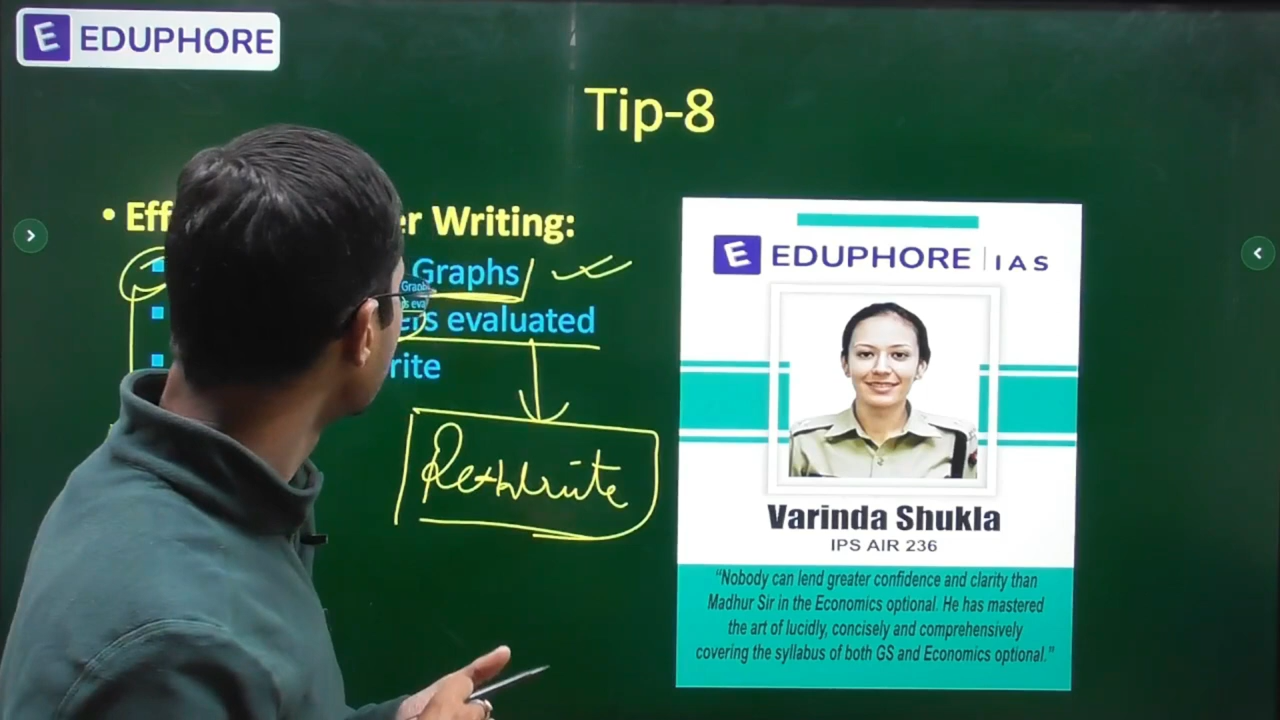 EDUPHORE
Tip-8
• Eff er Writing:
Graphs
ers evaluated
rite
Re-Write
EDUPHORE | IAS
Varinda Shukla
IPS AIR 236
“Nobody can lend greater confidence and clarity than
Madhur Sir in the Economics optional. He has mastered
the art of lucidly, concisely and comprehensively
covering the syllabus of both GS and Economics optional.”